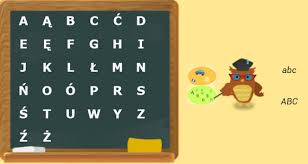 A Ą B C Ć D
E Ę F G H I
J K L Ł M N
Ń O Ó P R S
Ś T U W Y Z
Ź Ż
abc
ABC